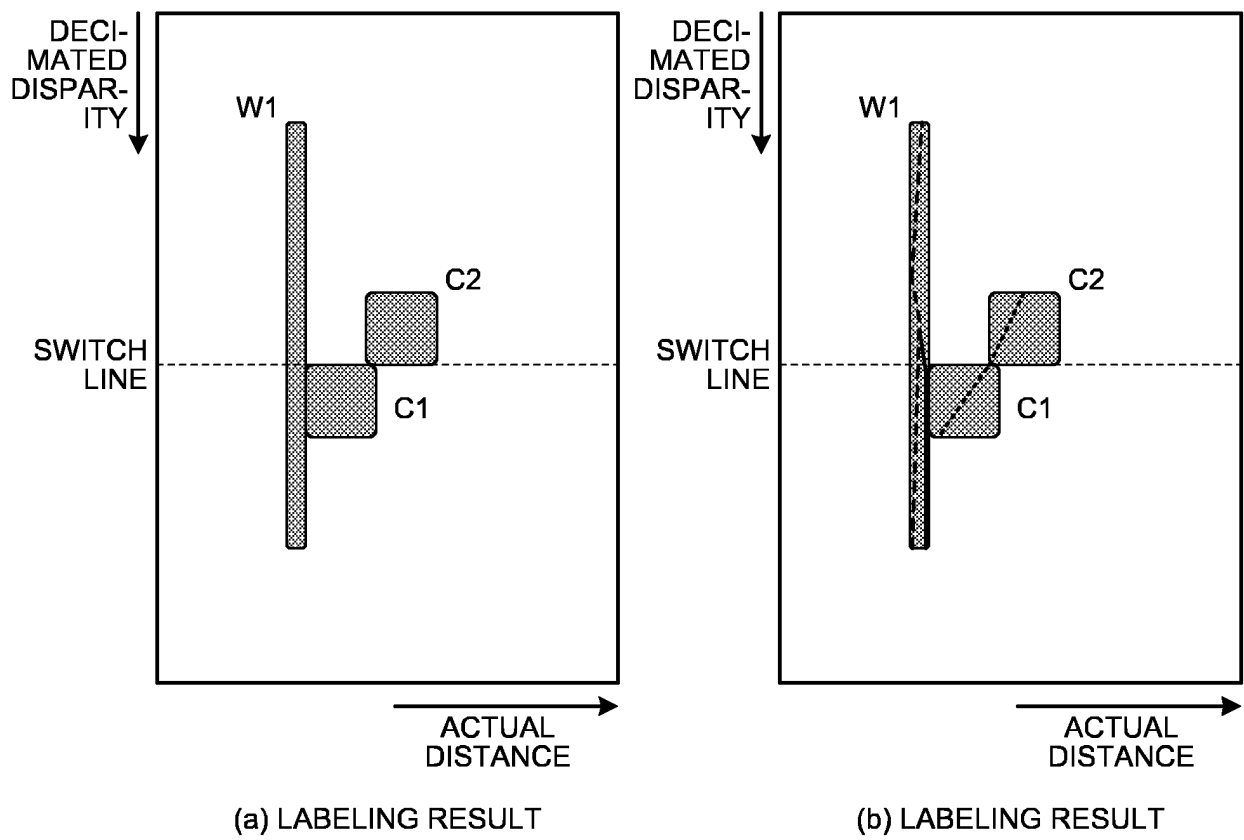 DECI-
MATED
DISPAR-
ITY
W1
C2
SWITCH
LINE
C1
ACTUAL
DISTANCE
(a) LABELING RESULT
DECI-
MATED
DISPAR-
ITY
W1
C2
SWITCH
LINE
C1
ACTUAL
DISTANCE
(b) LABELING RESULT